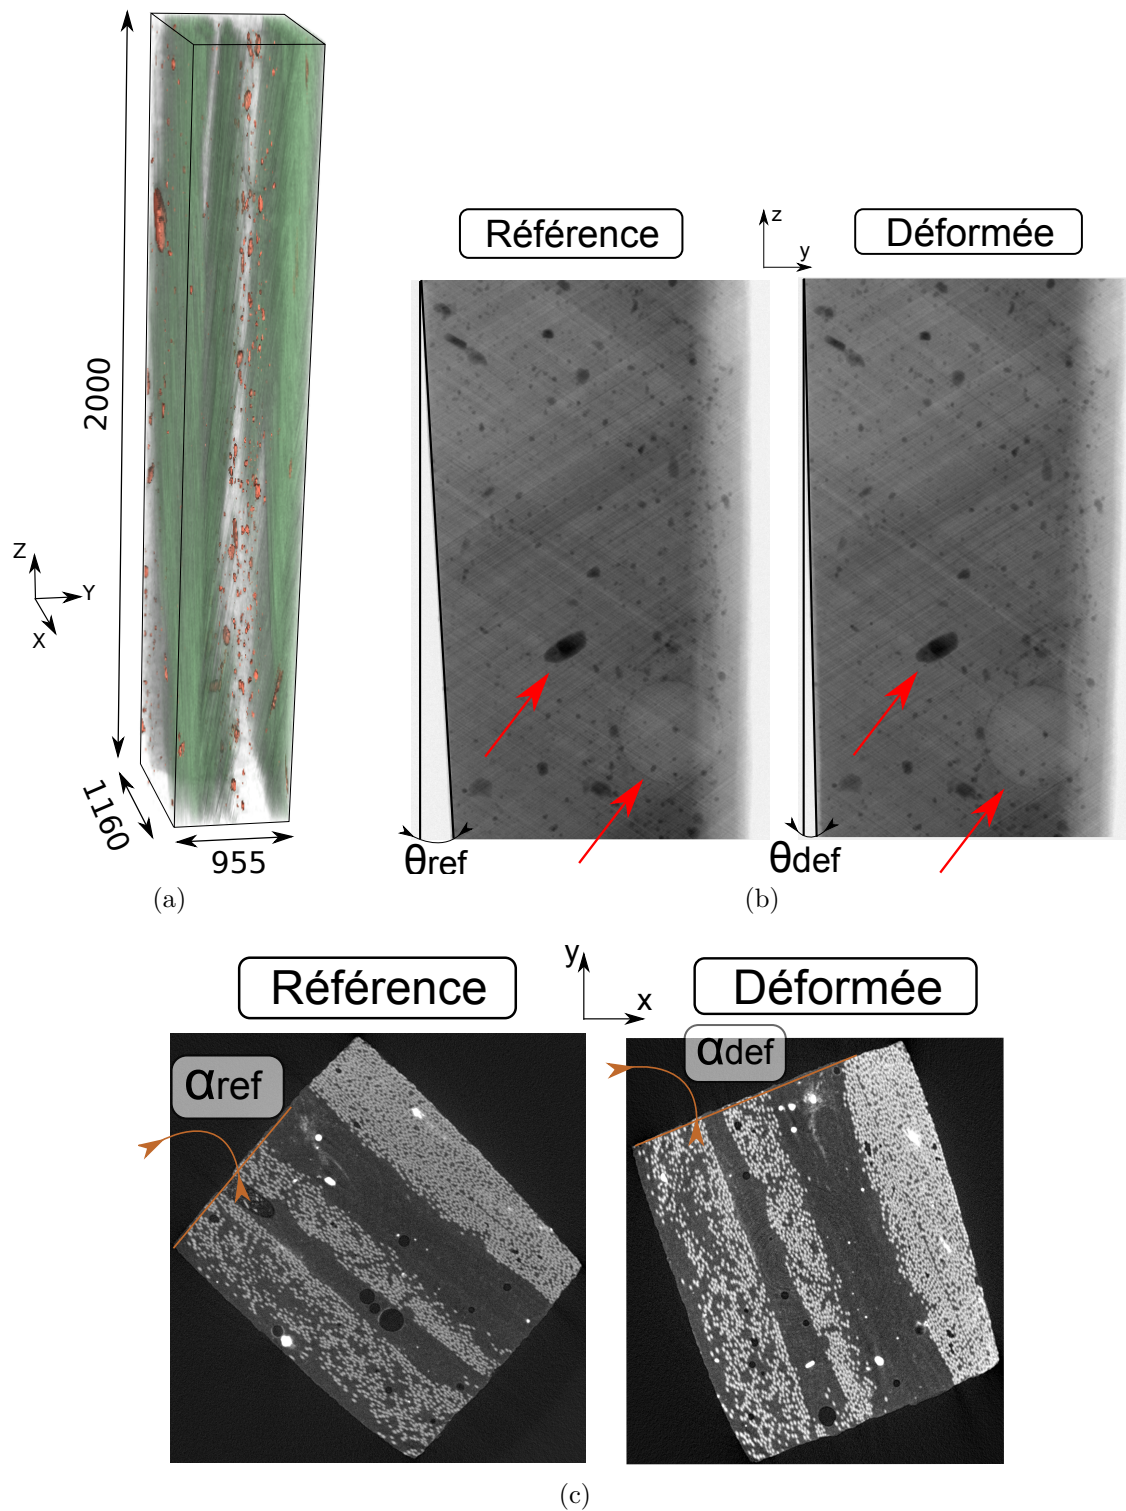 2000
Z
Y
X
1160
955
(a)
Référence
z
y
Déformée
θref
θdef
(b)
Référence
y
x
Déformée
αref
αdef
(c)